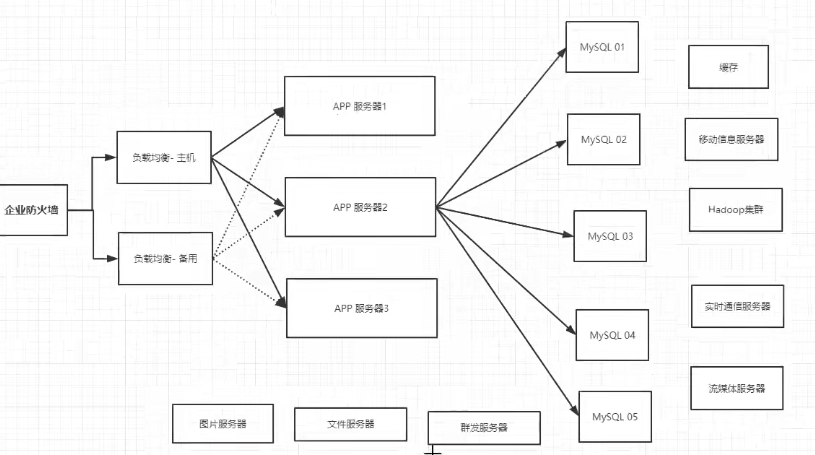 企业防火墙
负载均衡- 主机
负载均衡- 备用
APP 服务器1
APP 服务器2
APP 服务器3
MySQL 01
MySQL 02
MySQL 03
MySQL 04
MySQL 05
缓存
移动信息服务器
Hadoop集群
实时通信服务器
流媒体服务器
图片服务器
文件服务器
群发服务器